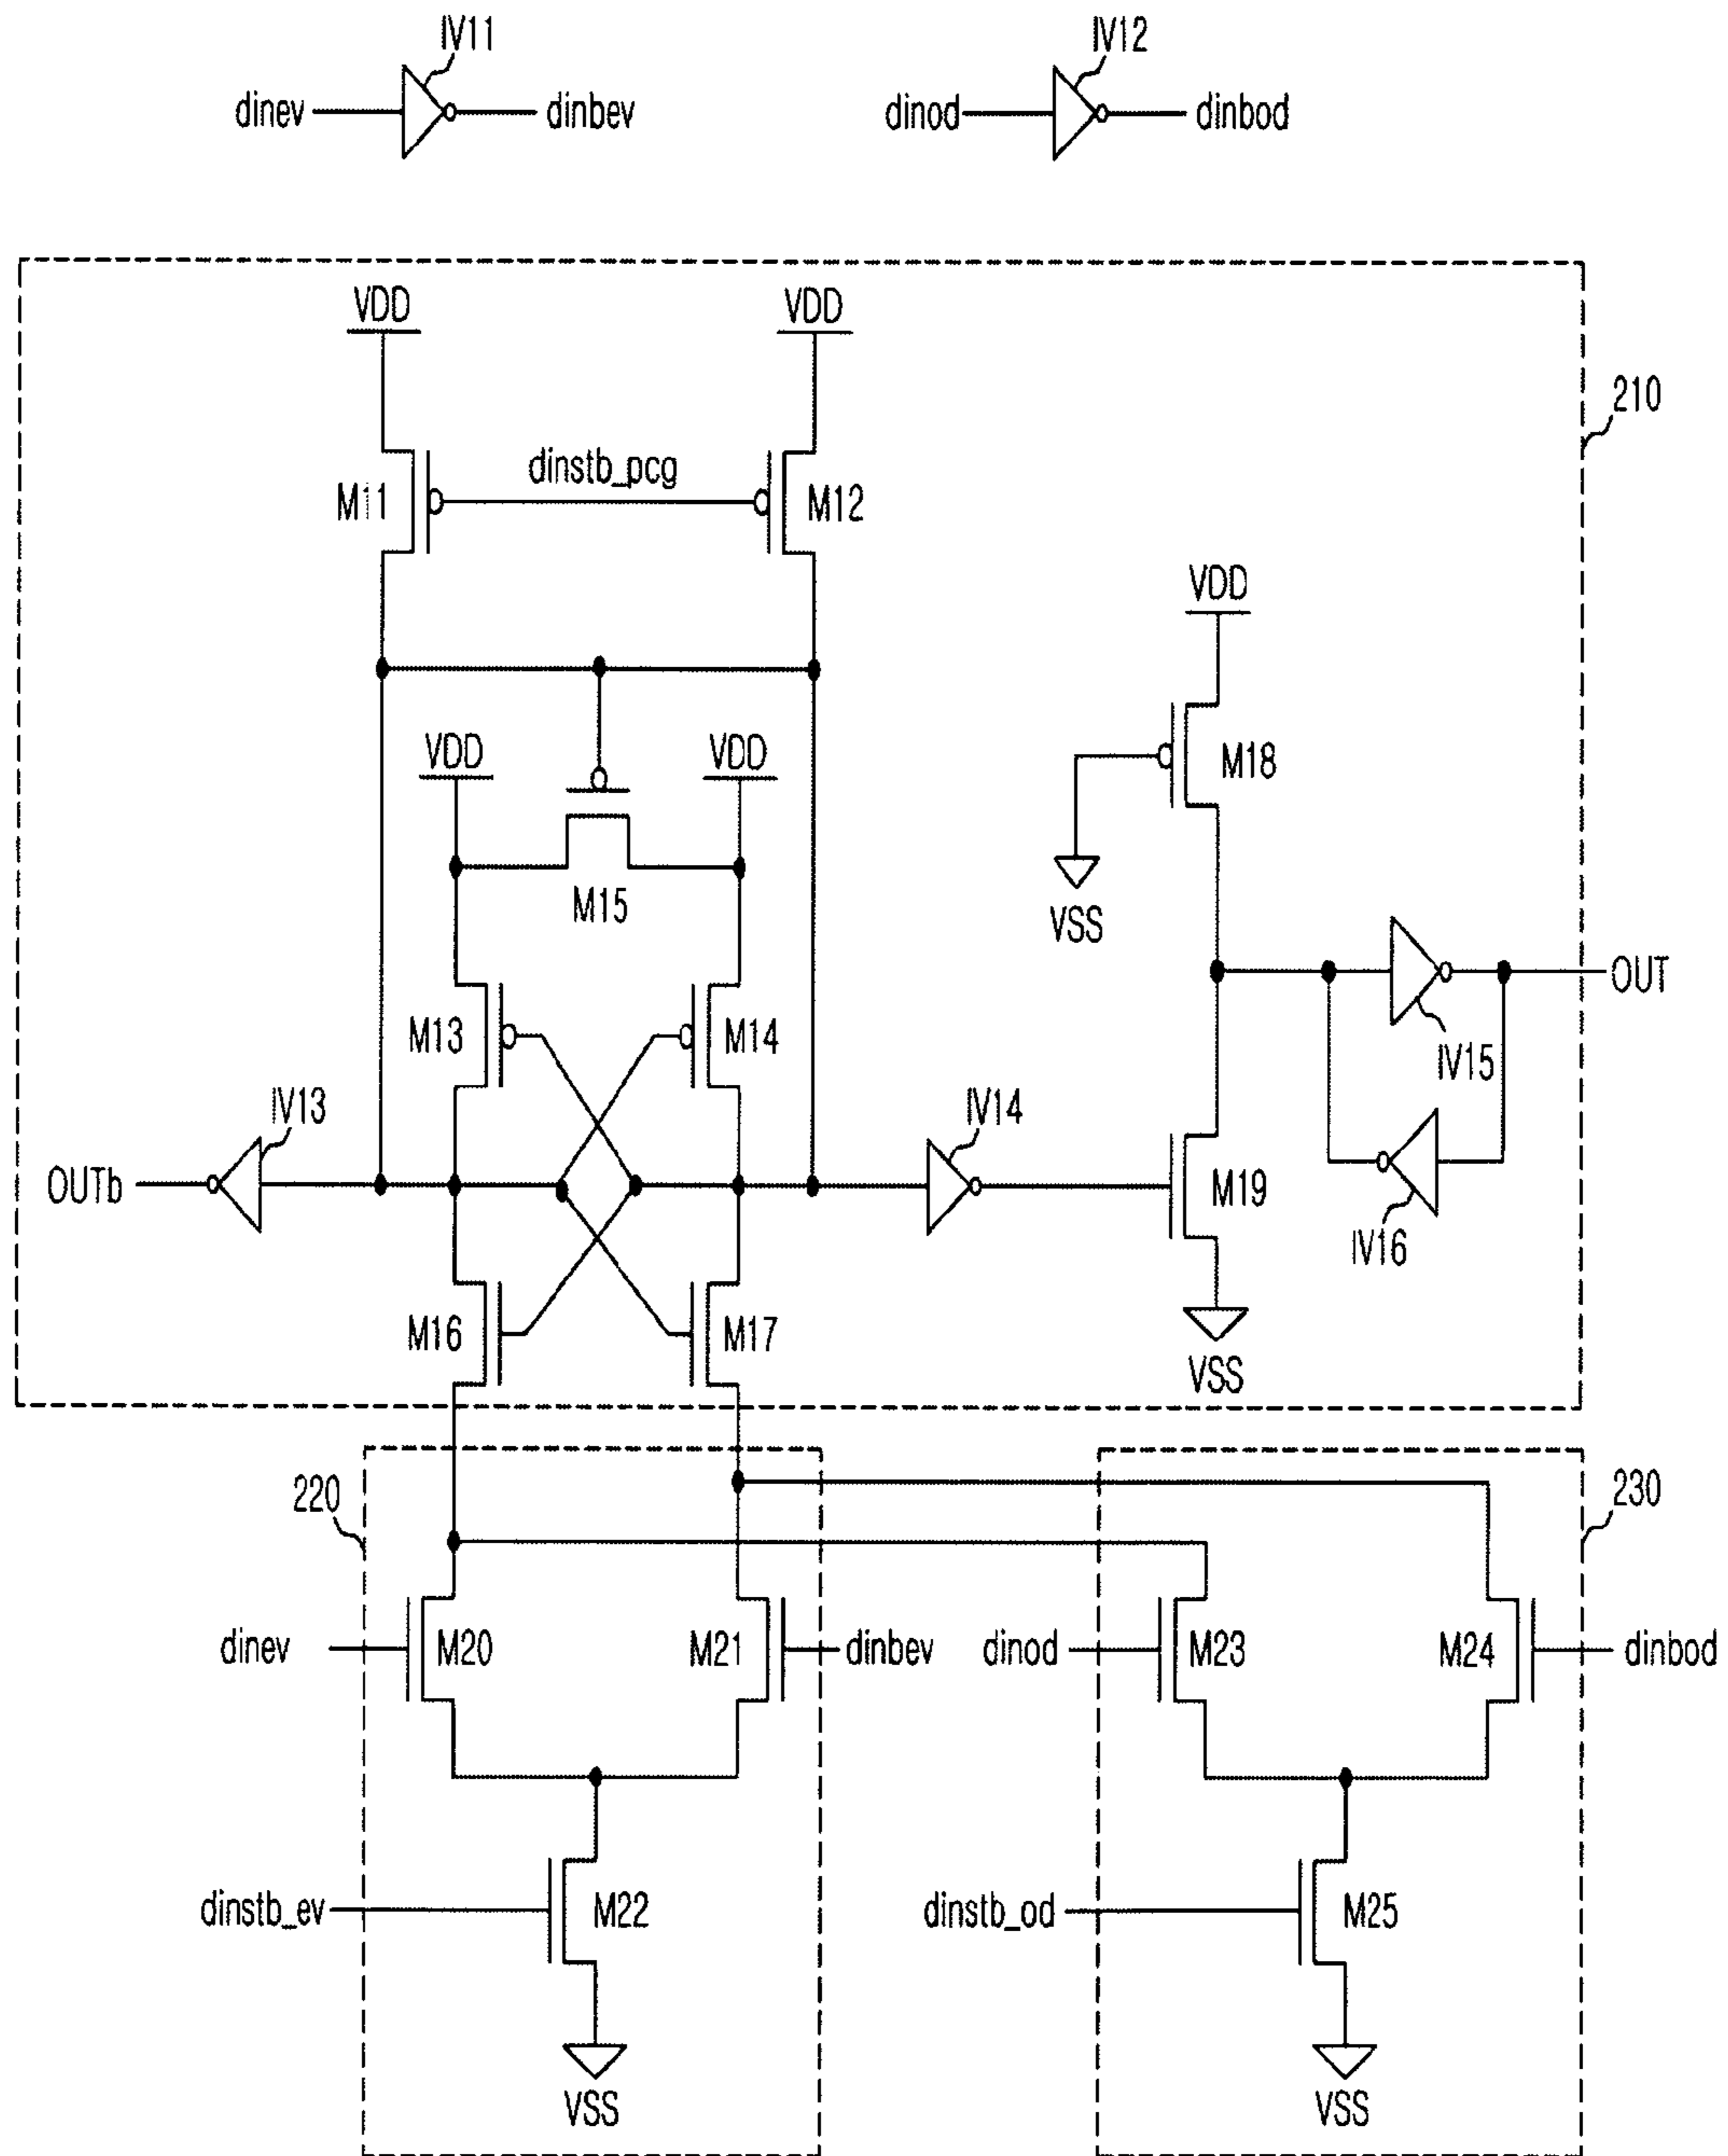 IV11
IV12
dinev
dinbev
dinod
dinbod
VDD
VDD
210
M11
dinstb_pcg
M12
VDD
VDD
VDD
M18
M15
VSS
OUT
M13
M14
IV15
IV13
IV14
OUTb
M19
IV16
M16
M17
VSS
220
230
dinev
M20
M21
dinbev
dinod
M23
M24
dinbod
dinstb_ev
M22
dinstb_od
M25
VSS
VSS